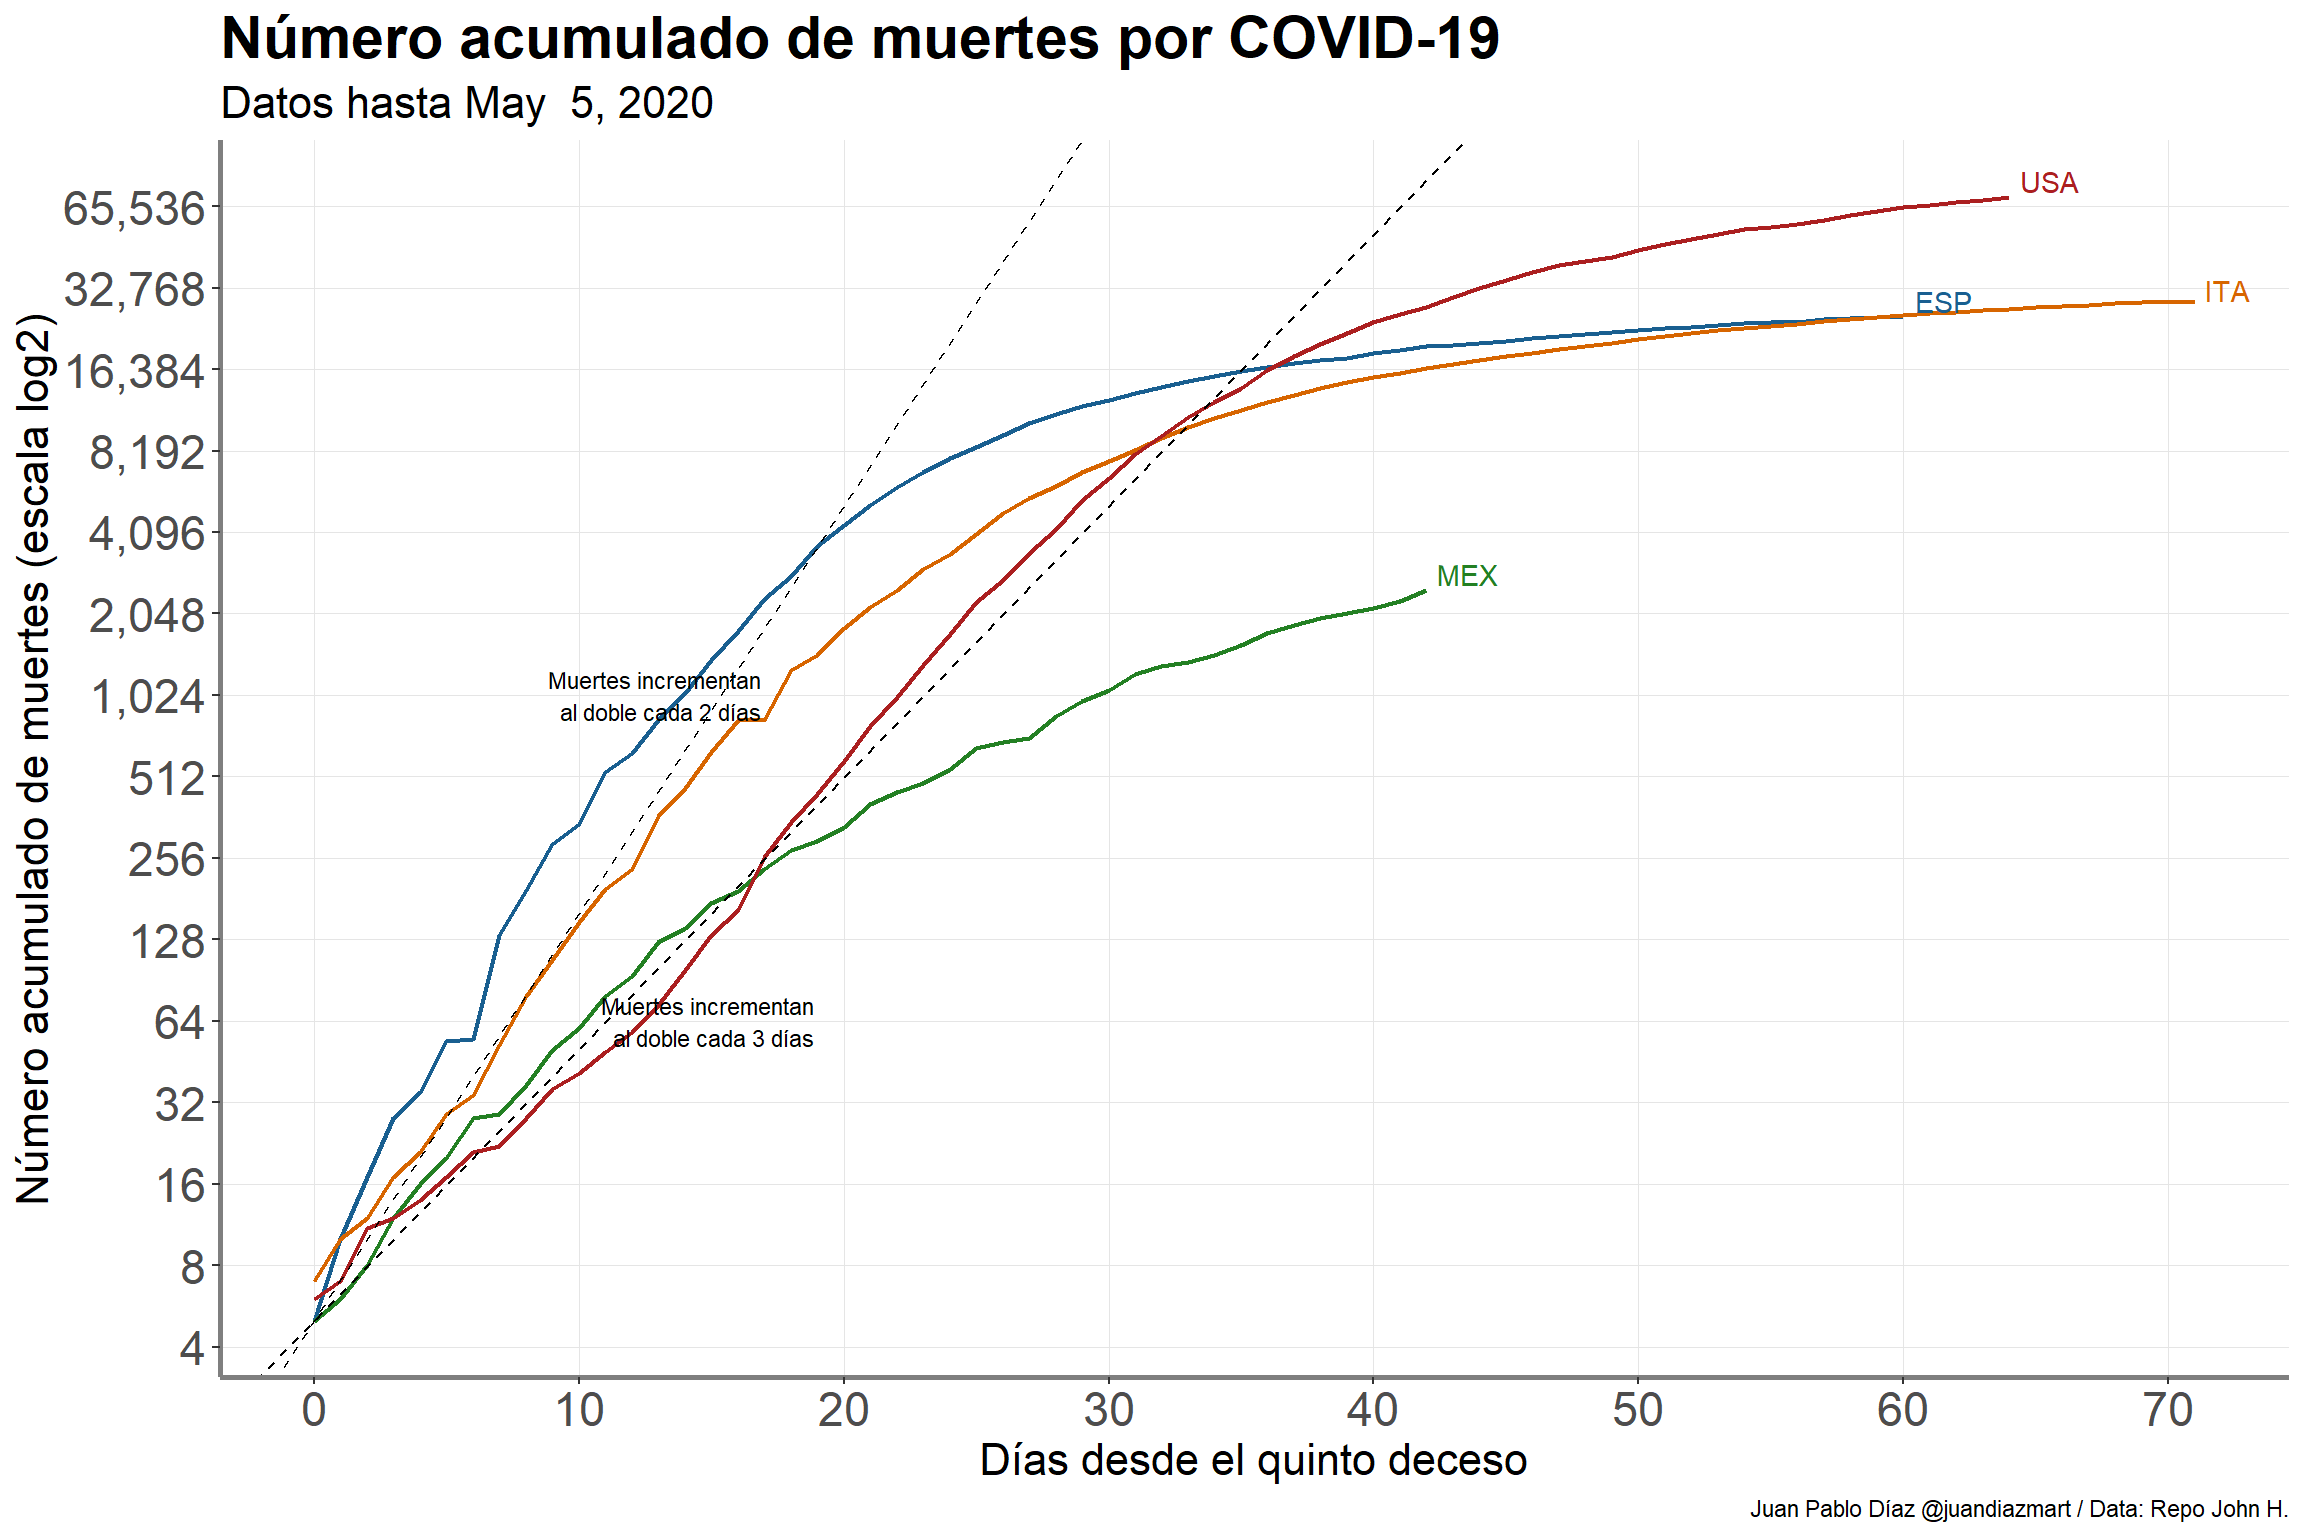 Número acumulado de muertes por COVID-19
Datos hasta May  5, 2020
Número acumulado de muertes (escala log2)
65,536
32,768
16,384
8,192
4,096
2,048
1,024
512
256
128
64
32
16
8
4
USA
ESP
ITA
MEX
Muertes incrementan
al doble cada 2 días
Muertes incrementan
al doble cada 3 días
0 10 20 30 40 50 60 70
Días desde el quinto deceso
Juan Pablo Díaz @juandiazmart / Data: Repo John H.